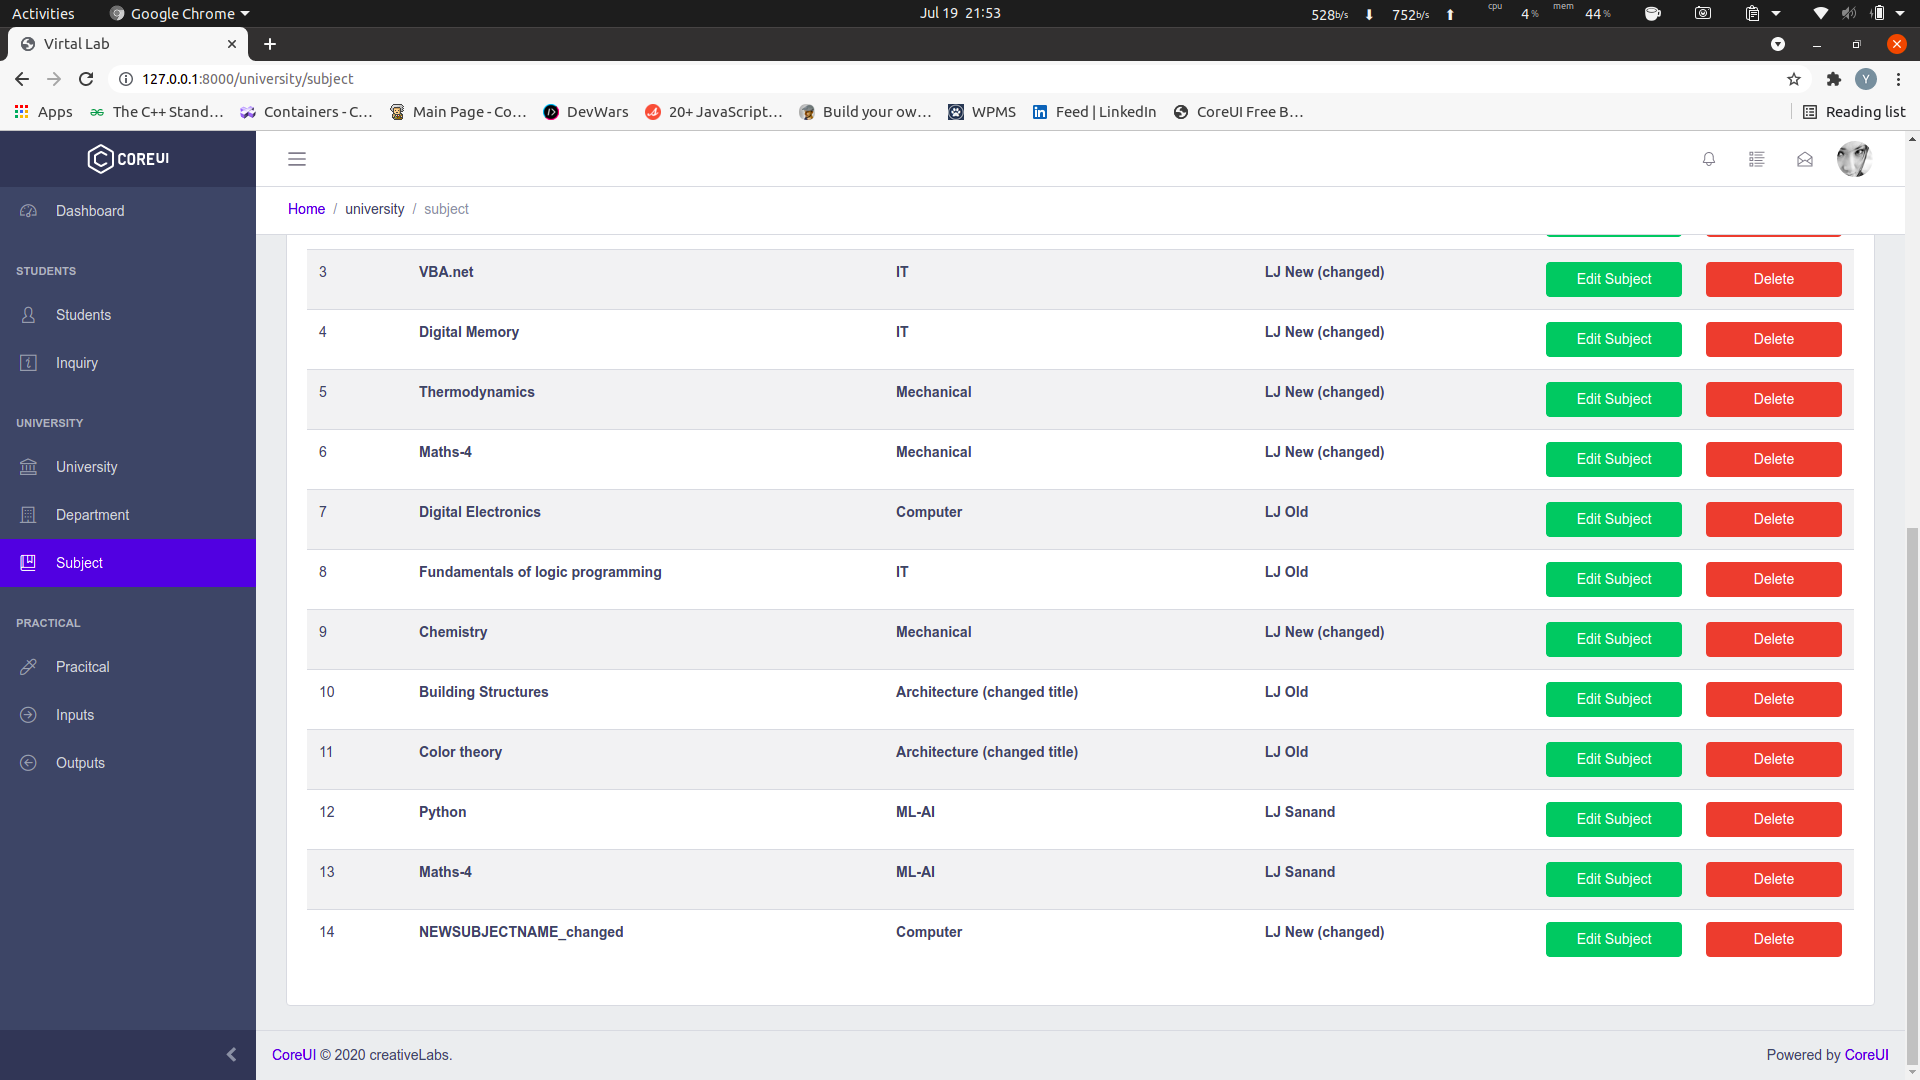 Activities Google Chrome Jul 19 21:53 528b/s 752b/s cpu 4% mem 44%
Virtal Lab
127.0.0.1:8000/university/subject Y
Apps The C++ Stand… Containers - C… Main Page - Co… DevWars 20+ JavaScript… Build your ow… WPMS Feed | LinkedIn CoreUI Free B… Reading list
COREUI
Home / university / subject
Dashboard
STUDENTS
Students
Inquiry
UNIVERSITY
University
Department
Subject
PRACTICAL
Pracitcal
Inputs
Outputs
3 VBA.net IT LJ New (changed) Edit Subject Delete
4 Digital Memory IT LJ New (changed) Edit Subject Delete
5 Thermodynamics Mechanical LJ New (changed) Edit Subject Delete
6 Maths-4 Mechanical LJ New (changed) Edit Subject Delete
7 Digital Electronics Computer LJ Old Edit Subject Delete
8 Fundamentals of logic programming IT LJ Old Edit Subject Delete
9 Chemistry Mechanical LJ New (changed) Edit Subject Delete
10 Building Structures Architecture (changed title) LJ Old Edit Subject Delete
11 Color theory Architecture (changed title) LJ Old Edit Subject Delete
12 Python ML-AI LJ Sanand Edit Subject Delete
13 Maths-4 ML-AI LJ Sanand Edit Subject Delete
14 NEWSUBJECTNAME_changed Computer LJ New (changed) Edit Subject Delete
CoreUI © 2020 creativeLabs. Powered by CoreUI